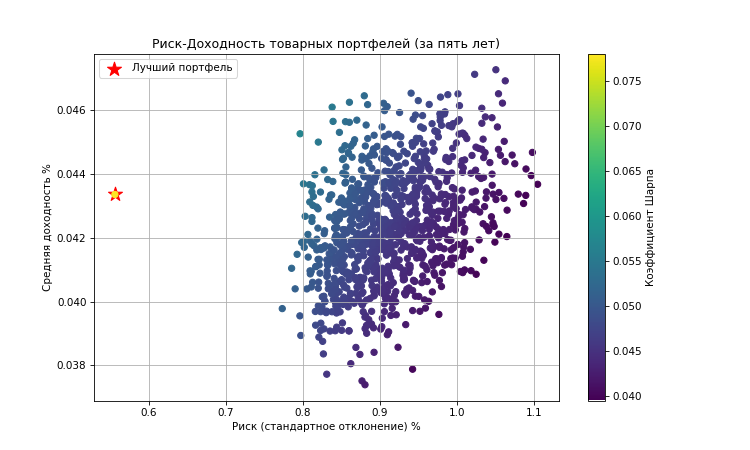 Риск-Доходность товарных портфелей (за пять лет)
Лучший портфель
Средняя доходность %
0.046
0.044
0.042
0.040
0.038
0.6 0.7 0.8 0.9 1.0 1.1
Риск (стандартное отклонение) %
0.075
0.070
0.065
0.060
0.055
0.050
0.045
0.040
Коэффициент Шарпа